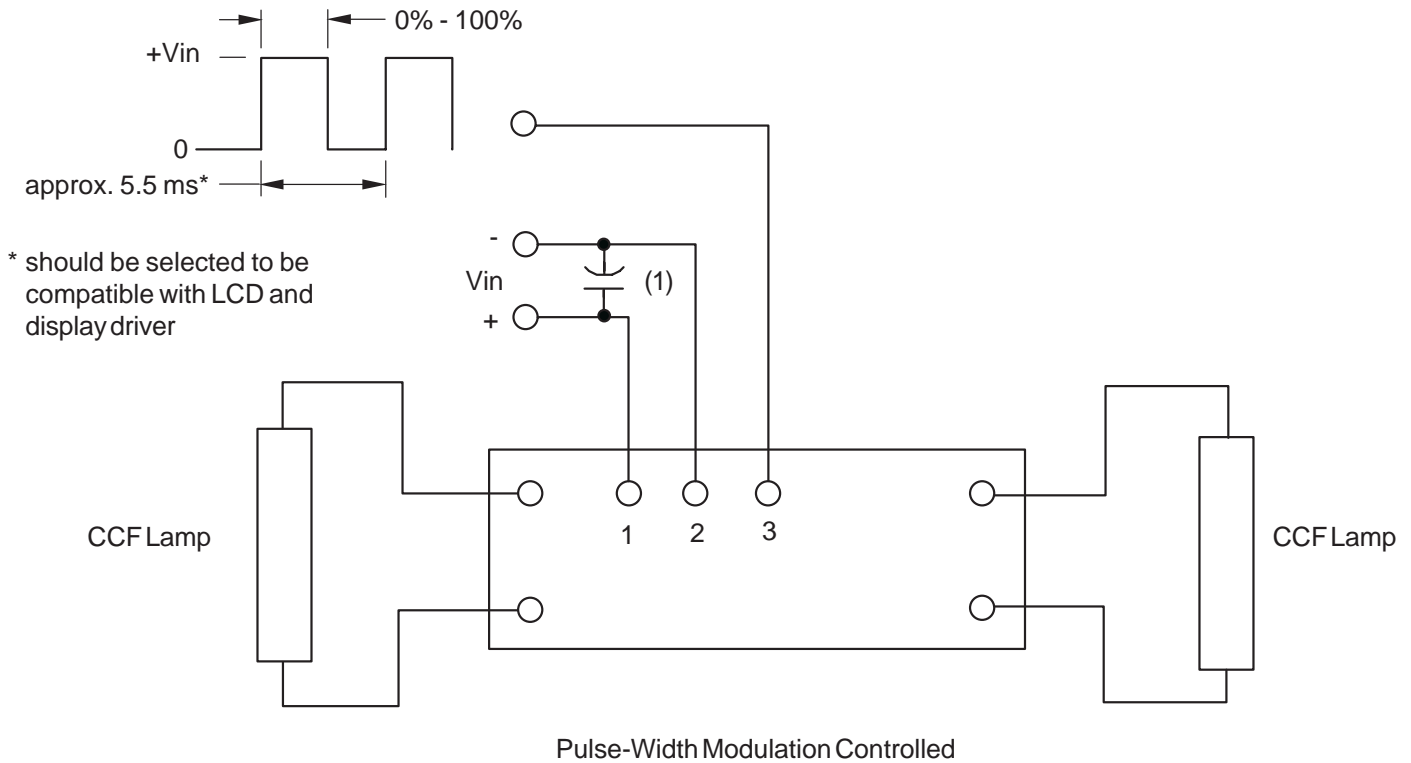 0% - 100%
+Vin
0
approx. 5.5 ms*
* should be selected to be
compatible with LCD and
display driver
-
Vin
+
(1)
CCF Lamp
1
2
3
CCF Lamp
Pulse-Width Modulation Controlled